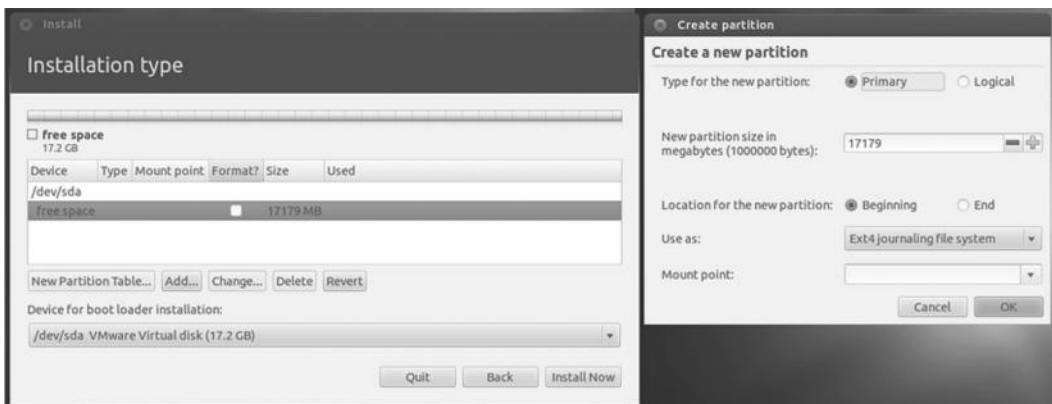 Install
Installation type
free space
17.2 GB
Device Type Mount point Format? Size Used
/dev/sda
free space 17179 MB
New Partition Table... Add... Change... Delete Revert
Device for boot loader installation:
/dev/sda VMware Virtual disk (17.2 GB)
Quit Back Install Now
Create partition
Create a new partition
Type for the new partition: Primary Logical
New partition size in
megabytes (1000000 bytes): 17179
Location for the new partition: Beginning End
Use as: Ext4 journaling file system
Mount point:
Cancel OK